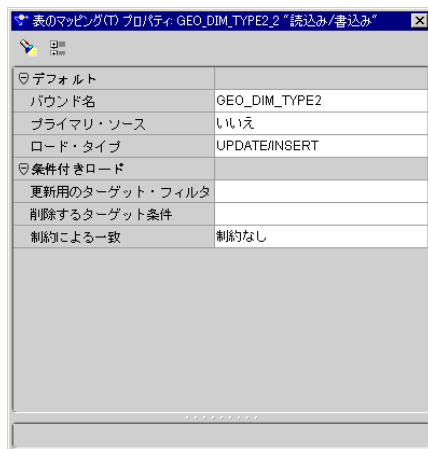 表のマッピング(T) プロパティ: GEO_DIM_TYPE2_2 "読込み/書込み"
デフォルト
バウンド名 GEO_DIM_TYPE2
プライマリ・ソース いいえ
ロード・タイプ UPDATE/INSERT
条件付きロード
更新用のターゲット・フィルタ
削除するターゲット条件
制約による一致 制約なし